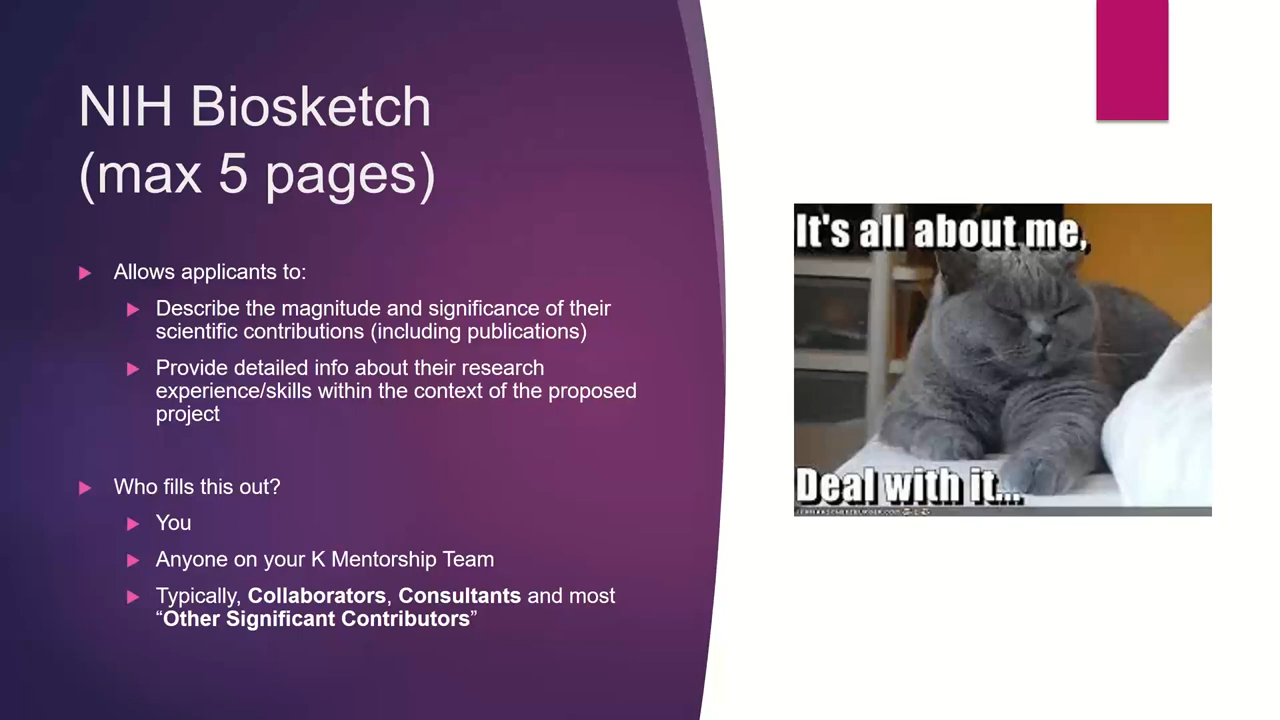 NIH Biosketch
(max 5 pages)
Allows applicants to:
Describe the magnitude and significance of their
scientific contributions (including publications)
Provide detailed info about their research
experience/skills within the context of the proposed
project
Who fills this out?
You
Anyone on your K Mentorship Team
Typically, Collaborators, Consultants and most
“Other Significant Contributors”
It's all about me,
Deal with it...